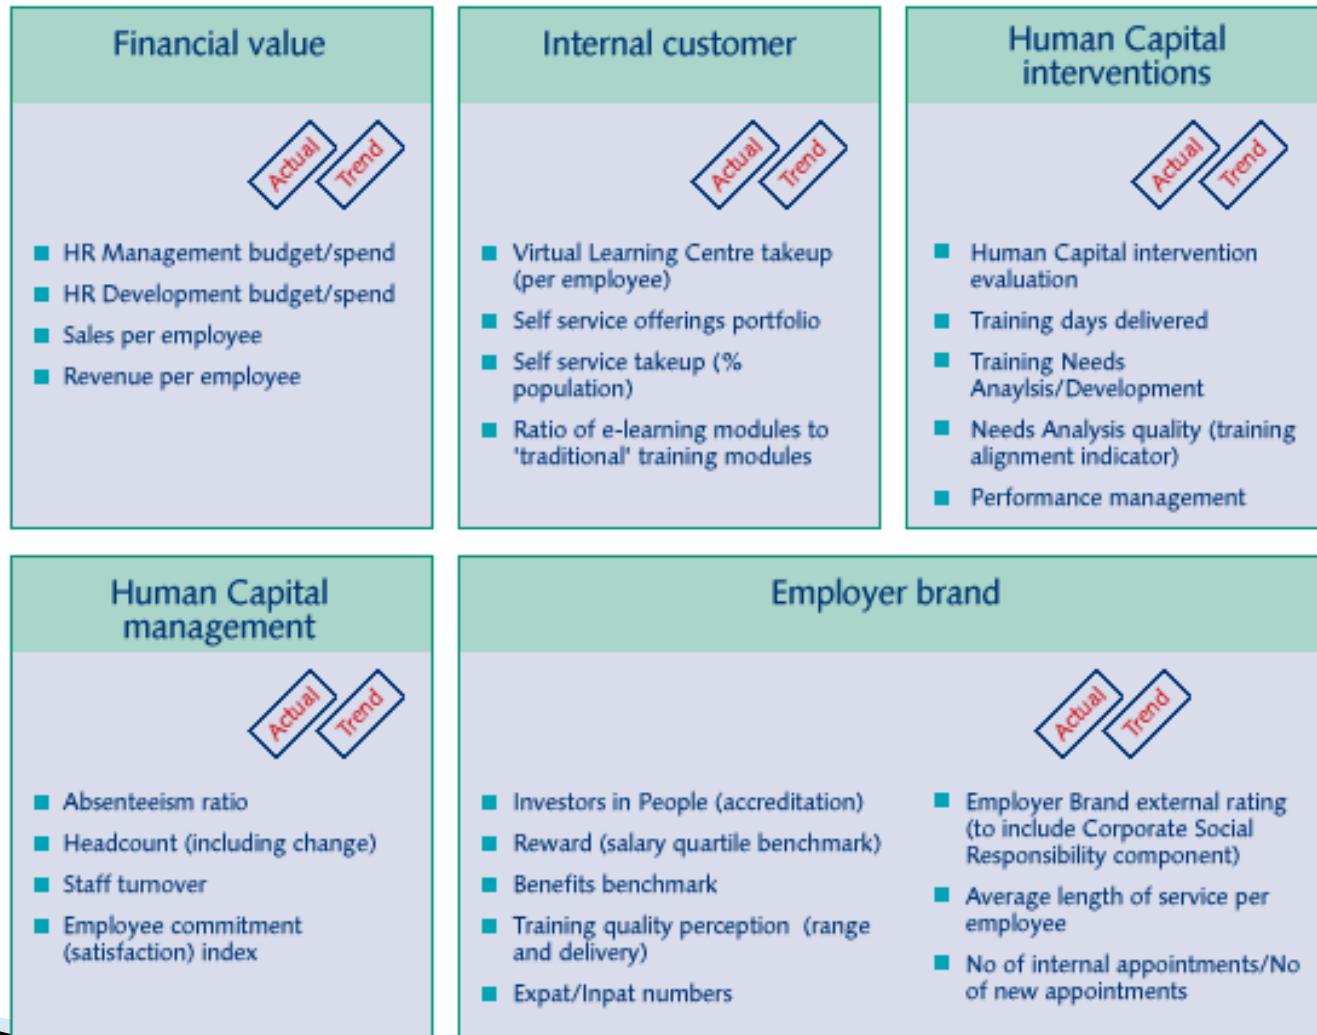 Financial value
Actual
Trend
HR Management budget/spend
HR Development budget/spend
Sales per employee
Revenue per employee
Internal customer
Actual
Trend
Virtual Learning Centre takeup
(per employee)
Self service offerings portfolio
Self service takeup (%
population)
Ratio of e-learning modules to
'traditional' training modules
Human Capital
interventions
Actual
Trend
Human Capital intervention
evaluation
Training days delivered
Training Needs
Anaylsis/Development
Needs Analysis quality (training
alignment indicator)
Performance management
Human Capital
management
Actual
Trend
Absenteeism ratio
Headcount (including change)
Staff turnover
Employee commitment
(satisfaction) index
Employer brand
Actual
Trend
Investors in People (accreditation)
Reward (salary quartile benchmark)
Benefits benchmark
Training quality perception (range
and delivery)
Expat/Inpat numbers
Employer Brand external rating
(to include Corporate Social
Responsibility component)
Average length of service per
employee
No of internal appointments/No
of new appointments